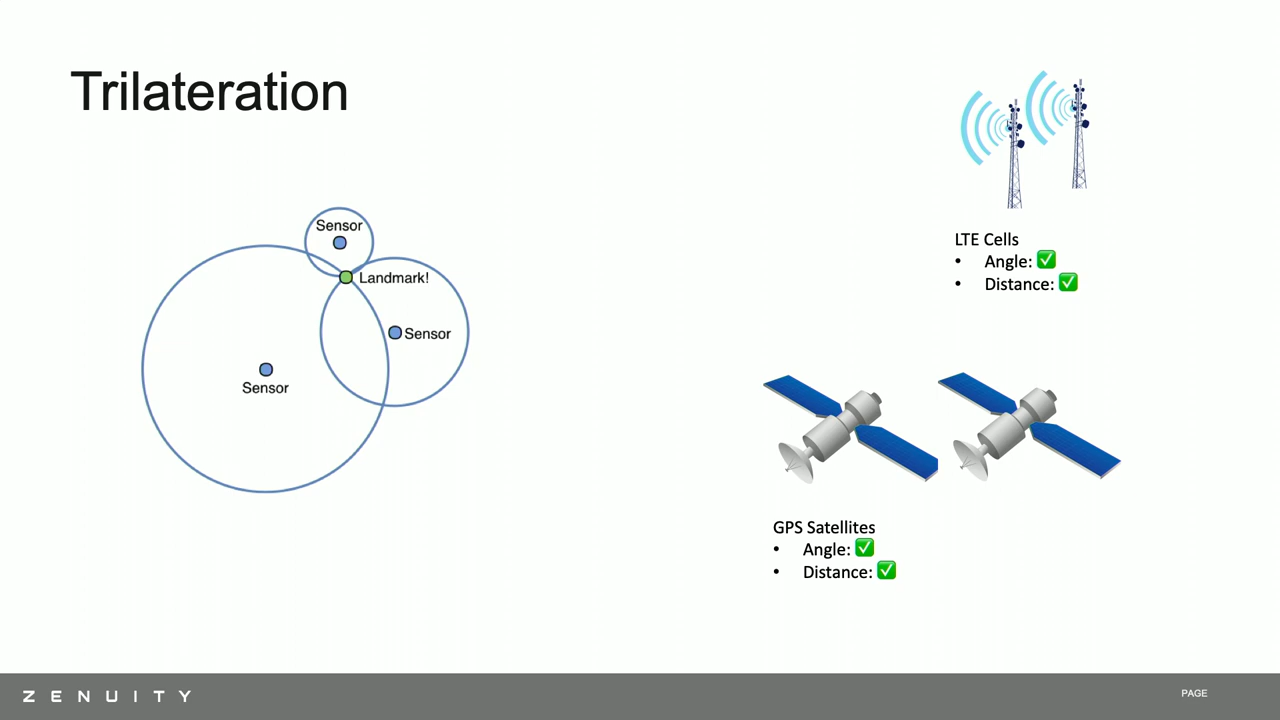 Trilateration
Sensor
Landmark!
Sensor
Sensor
LTE Cells
• Angle: ✅
• Distance: ✅
GPS Satellites
• Angle: ✅
• Distance: ✅
ZENUITY
PAGE